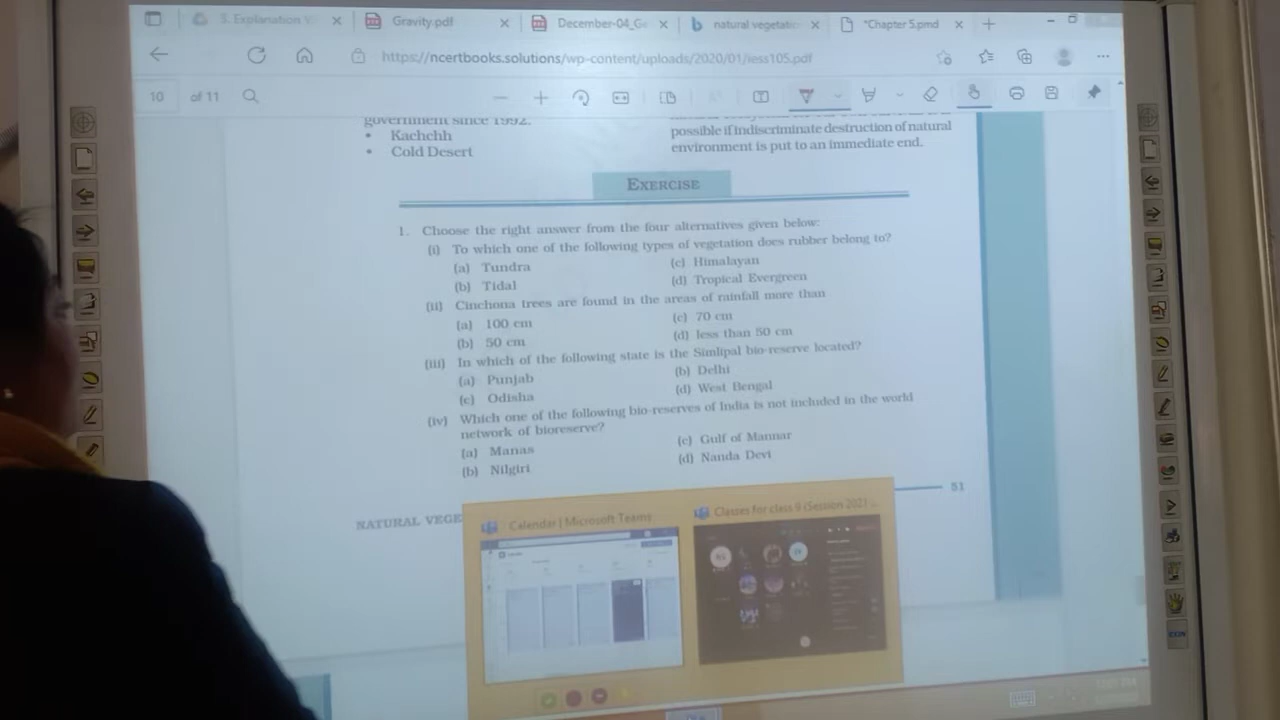 3. Explanation V
Gravity.pdf
December-04_Ge
natural vegetatio
*Chapter 5.pmd
https://ncertbooks.solutions/wp-content/uploads/2020/01/iess105.pdf
10 of 11
government since 1992.
• Kachchh
• Cold Desert
possible if indiscriminate destruction of natural
environment is put to an immediate end.
EXERCISE
1. Choose the right answer from the four alternatives given below:
(i) To which one of the following types of vegetation does rubber belong to?
(a) Tundra (c) Himalayan
(b) Tidal (d) Tropical Evergreen
(ii) Cinchona trees are found in the areas of rainfall more than
(a) 100 cm (c) 70 cm
(b) 50 cm (d) less than 50 cm
(iii) In which of the following state is the Simlipal bio-reserve located?
(a) Punjab (b) Delhi
(c) Odisha (d) West Bengal
(iv) Which one of the following bio-reserves of India is not included in the world
network of bioreserve?
(a) Manas (c) Gulf of Mannar
(b) Nilgiri (d) Nanda Devi
51
NATURAL VEGE
Calendar | Microsoft Teams
Classes for class 9 (Session 2021 ...